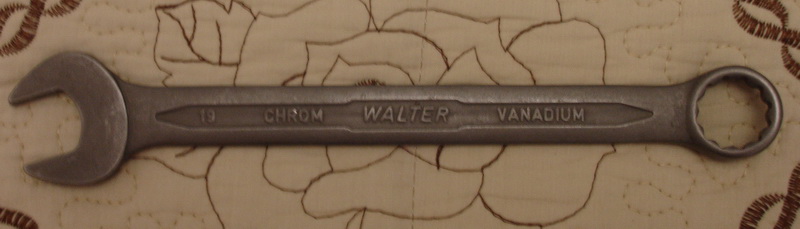 19 CHROM WALTER VANADIUM